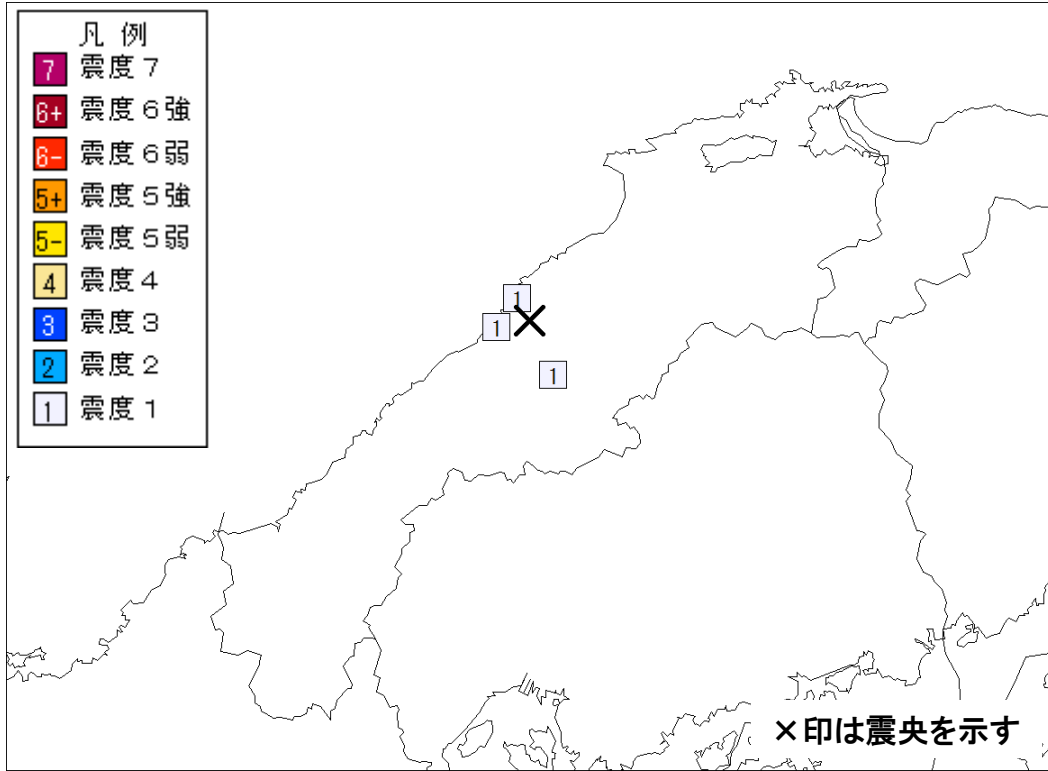 凡 例
7 震度７
6+ 震度６強
6- 震度６弱
5+ 震度５強
5- 震度５弱
4 震度４
3 震度３
2 震度２
1 震度１
1
1
1
×印は震央を示す